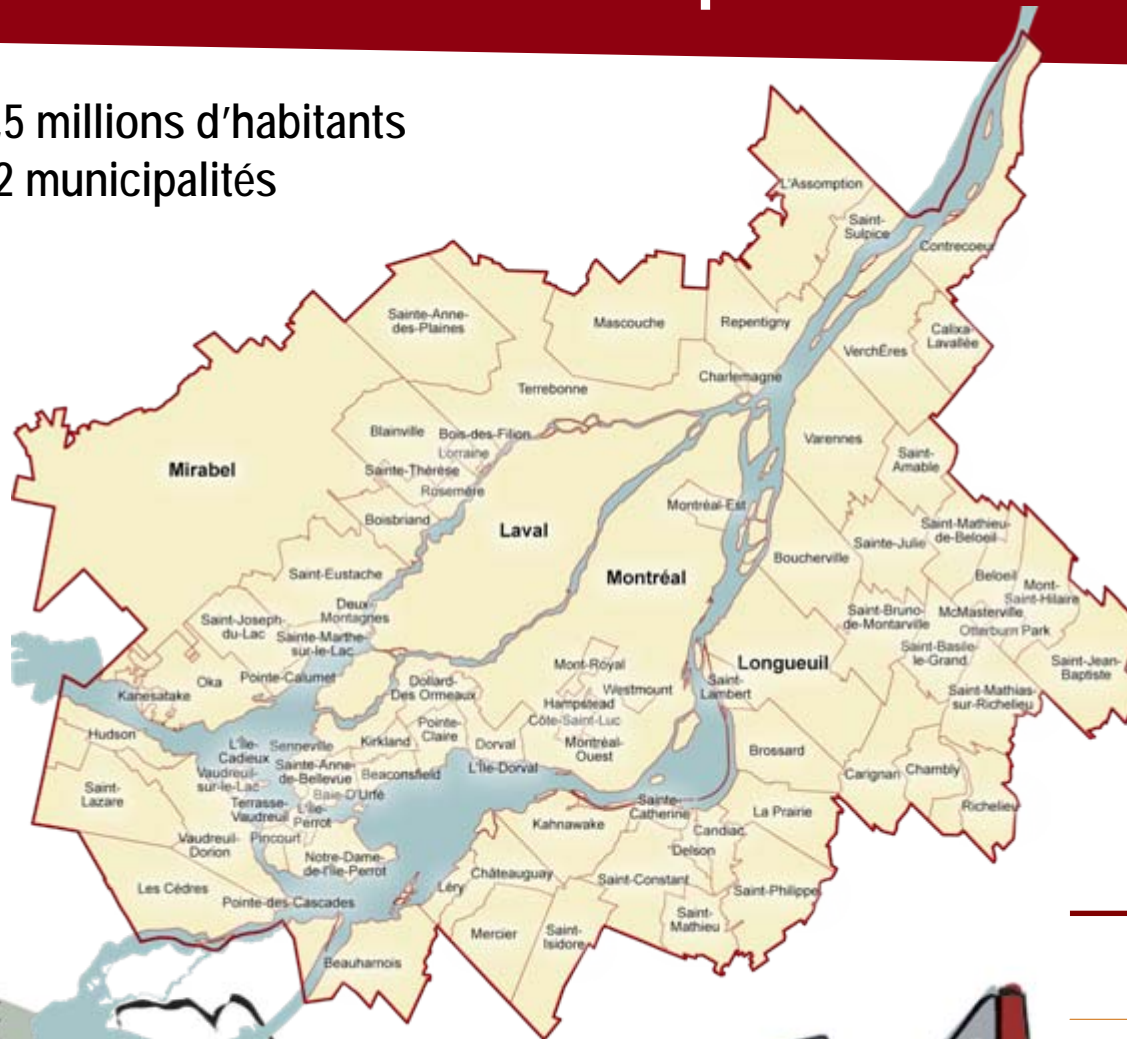 5 millions d'habitants
2 municipalités
L'Assomption
Saint-
Sulpice
Contrecoeur
Sainte-Anne-
des-Plaines
Mascouche
Repentigny
Calixa-
Lavallée
VerchÈres
Charlemagne
Terrebonne
Blainville
Bois-des-Filion
Lorraine
Varennes
Saint-
Amable
Mirabel
Sainte-Thérèse
Rosemère
Montréal-Est
Boisbriand
Laval
Saint-Mathieu-
de-Beloeil
Sainte-Julie
Boucherville
Saint-Eustache
Montréal
Beloeil
Mont-
Saint-Hilaire
Deux-
Montagnes
Saint-Joseph-
du-Lac
Sainte-Marthe-
sur-le-Lac
Saint-Bruno-
de-Montarville
McMasterville
Otterburn Park
Saint-Basile-
le-Grand
Mont-Royal
Longueuil
Saint-Jean-
Baptiste
Oka
Pointe-Calumet
Dollard-
Des Ormeaux
Westmount
Saint-
Lambert
Kanesatake
Hampstead
Saint-Mathias-
sur-Richelieu
Côte-Saint-Luc
Pointe-
Claire
Hudson
L'Île-
Cadieux
Senneville
Kirkland
Dorval
Montréal-
Ouest
Brossard
Vaudreuil-
sur-le-Lac
Sainte-Anne-
de-Bellevue
Beaconsfield
L'Île-Dorval
Carignan
Chambly
Saint-
Lazare
Baie-D'Urfé
Terrasse-
Vaudreuil
L'Île-
Perrot
Sainte-
Catherine
La Prairie
Richelieu
Kahnawake
Candiac
Vaudreuil-
Dorion
Pincourt
Delson
Notre-Dame-
de-l'Île-Perrot
Châteauguay
Saint-Constant
Saint-Philippe
Les Cèdres
Léry
Pointe-des-Cascades
Saint-
Mathieu
Mercier
Saint-
Isidore
Beauharnois